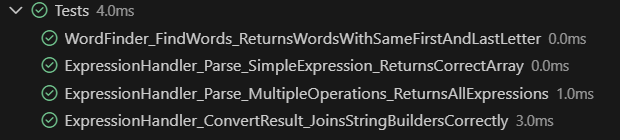 Tests 4.0ms
WordFinder_FindWords_ReturnsWordsWithSameFirstAndLastLetter 0.0ms
ExpressionHandler_Parse_SimpleExpression_ReturnsCorrectArray 0.0ms
ExpressionHandler_Parse_MultipleOperations_ReturnsAllExpressions 1.0ms
ExpressionHandler_ConvertResult_JoinsStringBuildersCorrectly 3.0ms